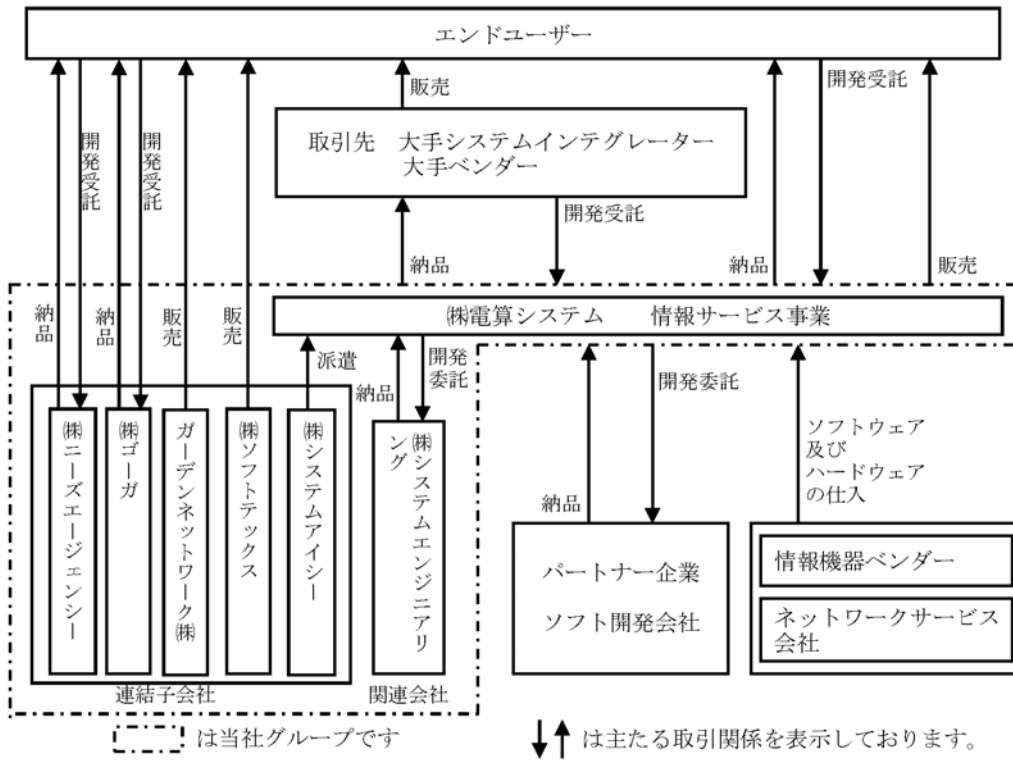 エンドユーザー
販売
開発受託
開発受託
開発受託
取引先 大手システムインテグレーター
大手ベンダー
開発受託
納品
納品
販売
納品
納品
販売
販売
㈱電算システム 情報サービス事業
派遣
納品
開発
委託
開発委託
㈱ニーズエージェンシー
㈱ゴーガ
ガーデンネットワーク㈱
㈱ソフトテックス
㈱システムアイシー
㈱システムエンジニアリ
ング
ソフトウェア
及び
ハードウェア
の仕入
納品
パートナー企業
ソフト開発会社
情報機器ベンダー
ネットワークサービス
会社
連結子会社
関連会社
は当社グループです
は主たる取引関係を表示しております。